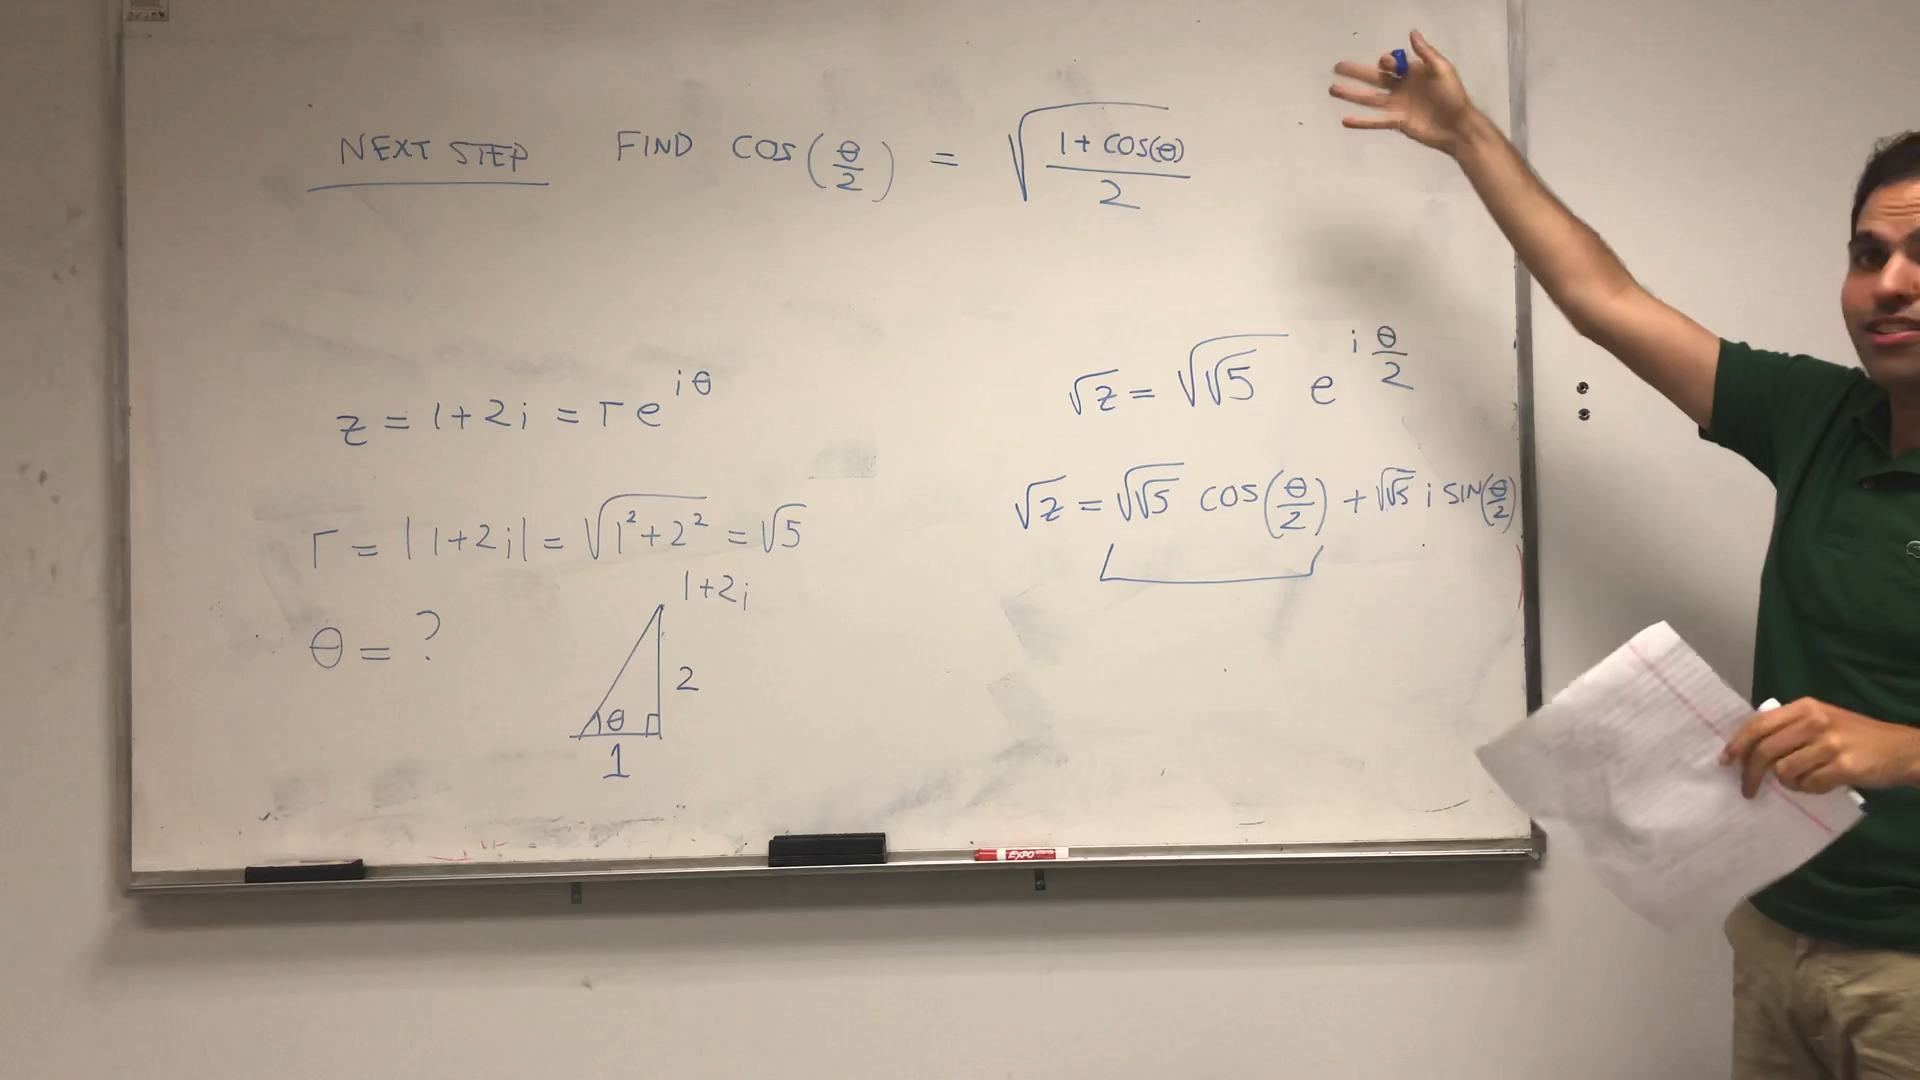 NEXT STEP FIND COS(θ/2) = √((1 + COS(θ))/2)
z = 1+2i = re^{iθ}
r = |1+2i| = √(1²+2²) = √5
θ = ?
1+2i
2
θ
1
√z = √√5 e^{iθ/2}
√z = √√5 COS(θ/2) + √√5 i SIN(θ/2)
EXPO